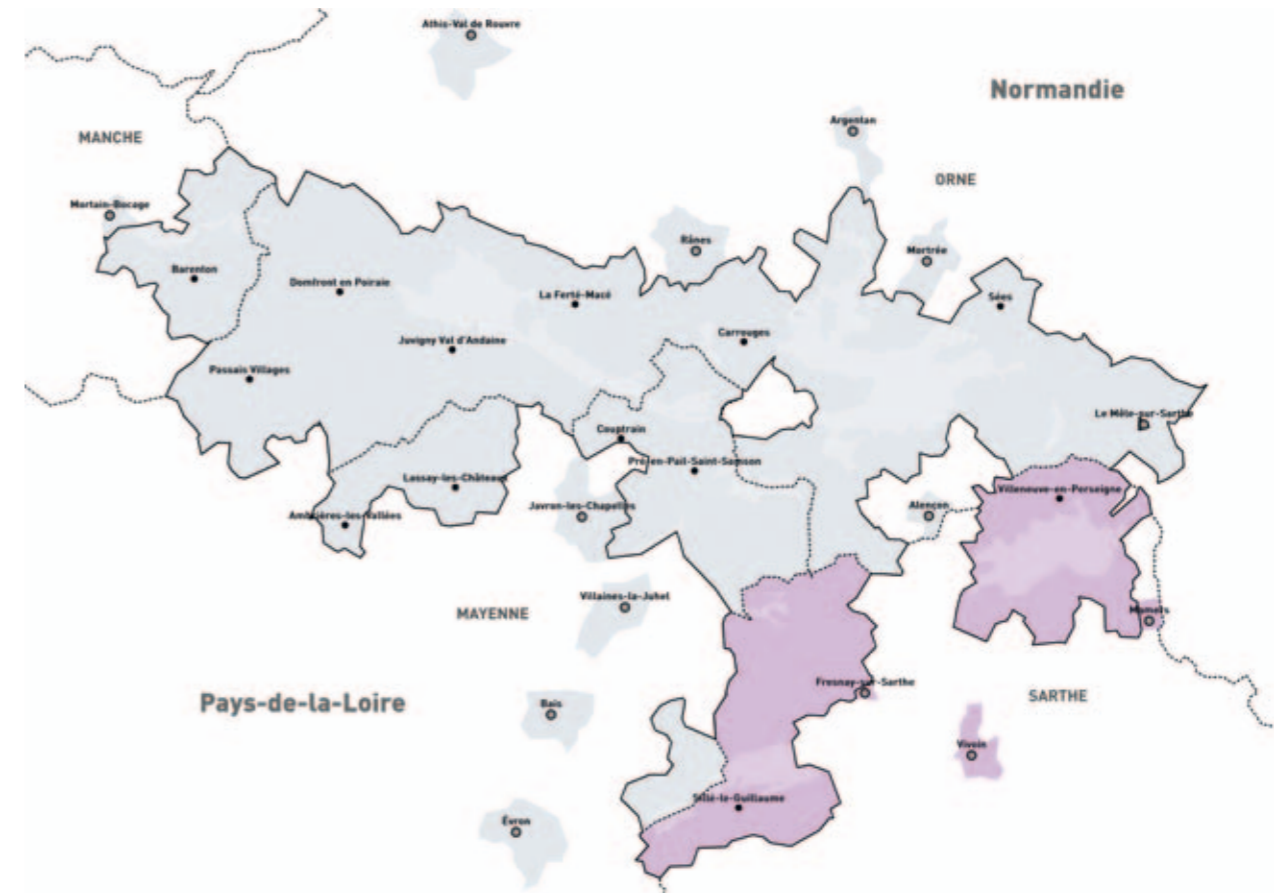 Athis-Val de Rouvre
Normandie
Argentan
MANCHE
ORNE
Mortain-Bocage
Rânes
Mortrée
Barenton
Domfront en Poiraie
La Ferté-Macé
Sées
Carrouges
Juvigny Val d'Andaine
Passais Villages
Le Mêle-sur-Sarthe
Couptrain
Pré-en-Pail-Saint-Samson
Lassay-les-Châteaux
Villeneuve-en-Perseigne
Javron-les-Chapelles
Alençon
Ambrières-les-Vallées
Villaines-la-Juhel
MAYENNE
Mamers
Fresnay-sur-Sarthe
SARTHE
Pays-de-la-Loire
Bais
Vivoin
Sillé-le-Guillaume
Évron